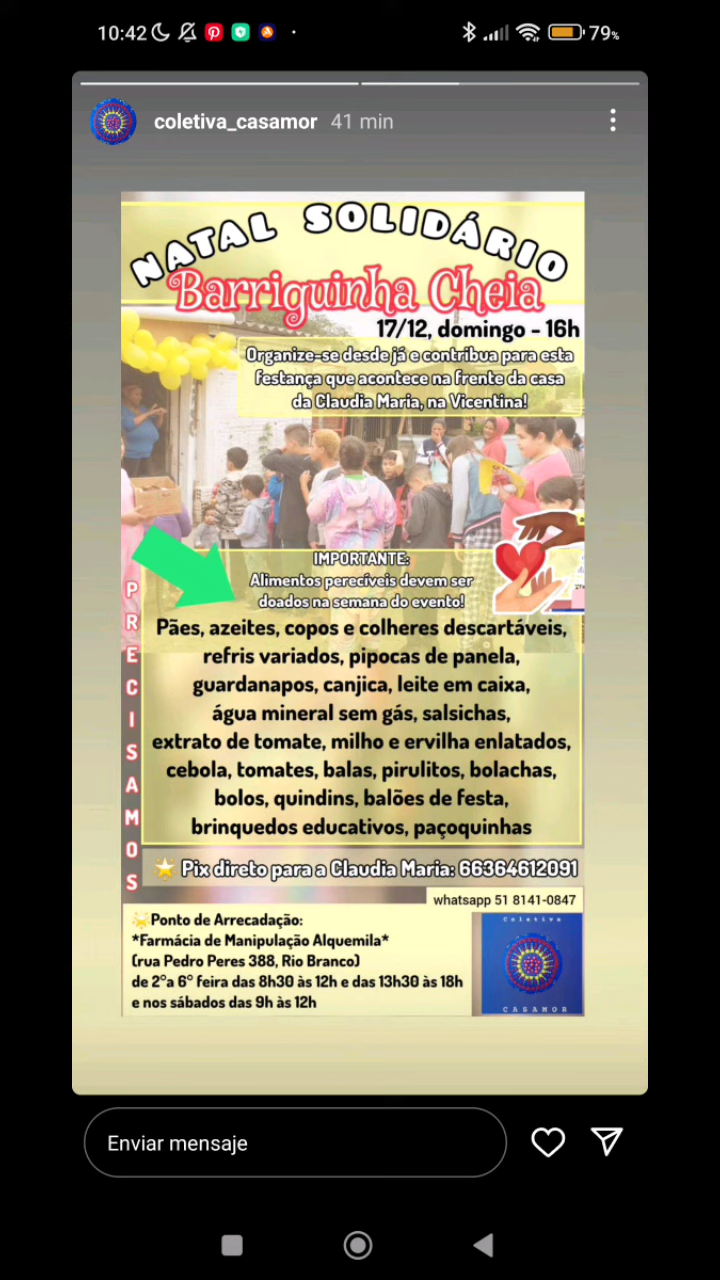 10:42
79%
coletiva_casamor 41 min
NATAL SOLIDÁRIO
Barriguinha Cheia
17/12, domingo - 16h
Organize-se desde já e contribua para esta
festança que acontece na frente da casa
da Claudia Maria, na Vicentina!
IMPORTANTE:
Alimentos perecíveis devem ser
doados na semana do evento!
PRECISAMOS
Pães, azeites, copos e colheres descartáveis,
refris variados, pipocas de panela,
guardanapos, canjica, leite em caixa,
água mineral sem gás, salsichas,
extrato de tomate, milho e ervilha enlatados,
cebola, tomates, balas, pirulitos, bolachas,
bolos, quindins, balões de festa,
brinquedos educativos, paçoquinhas
Pix direto para a Claudia Maria: 66364612091
whatsapp 51 8141-0847
Ponto de Arrecadação:
*Farmácia de Manipulação Alquemila*
(rua Pedro Peres 388, Rio Branco)
de 2°a 6° feira das 8h30 às 12h e das 13h30 às 18h
e nos sábados das 9h às 12h
Coletiva
CASAMOR
Enviar mensaje